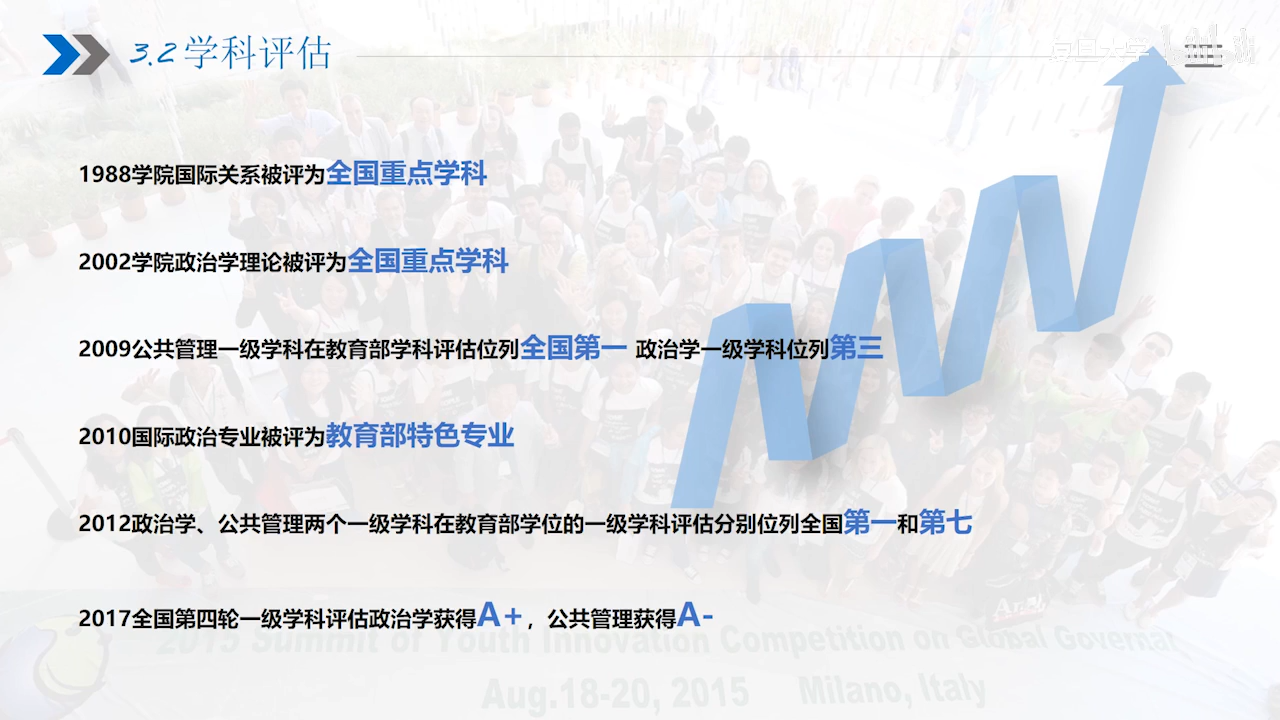 3.2 学科评估
复旦大学
1988学院国际关系被评为全国重点学科
2002学院政治学理论被评为全国重点学科
2009公共管理一级学科在教育部学科评估位列全国第一 政治学一级学科位列第三
2010国际政治专业被评为教育部特色专业
2012政治学、公共管理两个一级学科在教育部学位的一级学科评估分别位列全国第一和第七
2017全国第四轮一级学科评估政治学获得A+，公共管理获得A-
2015 Summit of Youth Innovation Competition on Global Governan
Aug.18-20, 2015 Milano, Italy